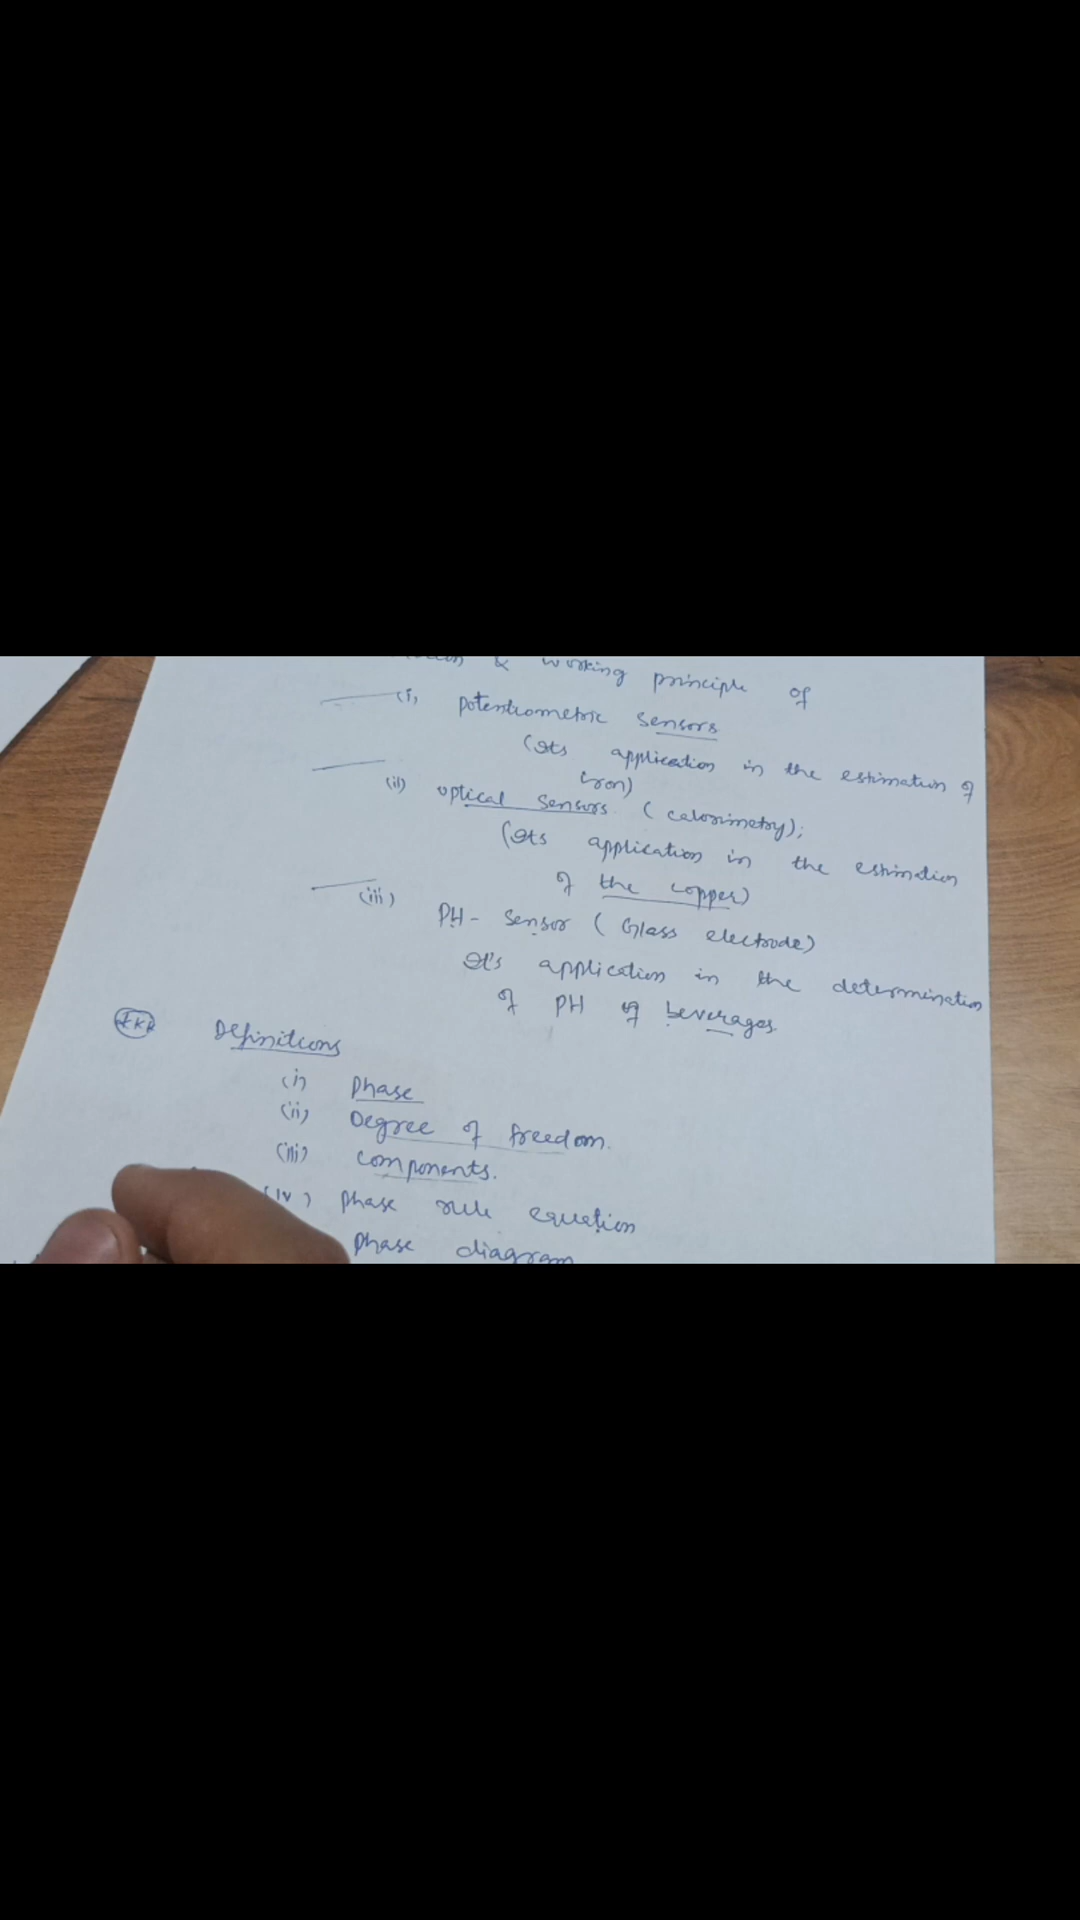 & working principle of
(i) potentiometric sensors
(Its application in the estimation of
iron)
(ii) optical sensors (calorimetry);
(Its application in the estimation
of the copper)
(iii) PH - sensor (Glass electrode)
It's application in the determination
of PH of beverages
Definitions
(i) phase
(ii) Degree of freedom.
(iii) components.
(iv) phase rule equation
phase diagram